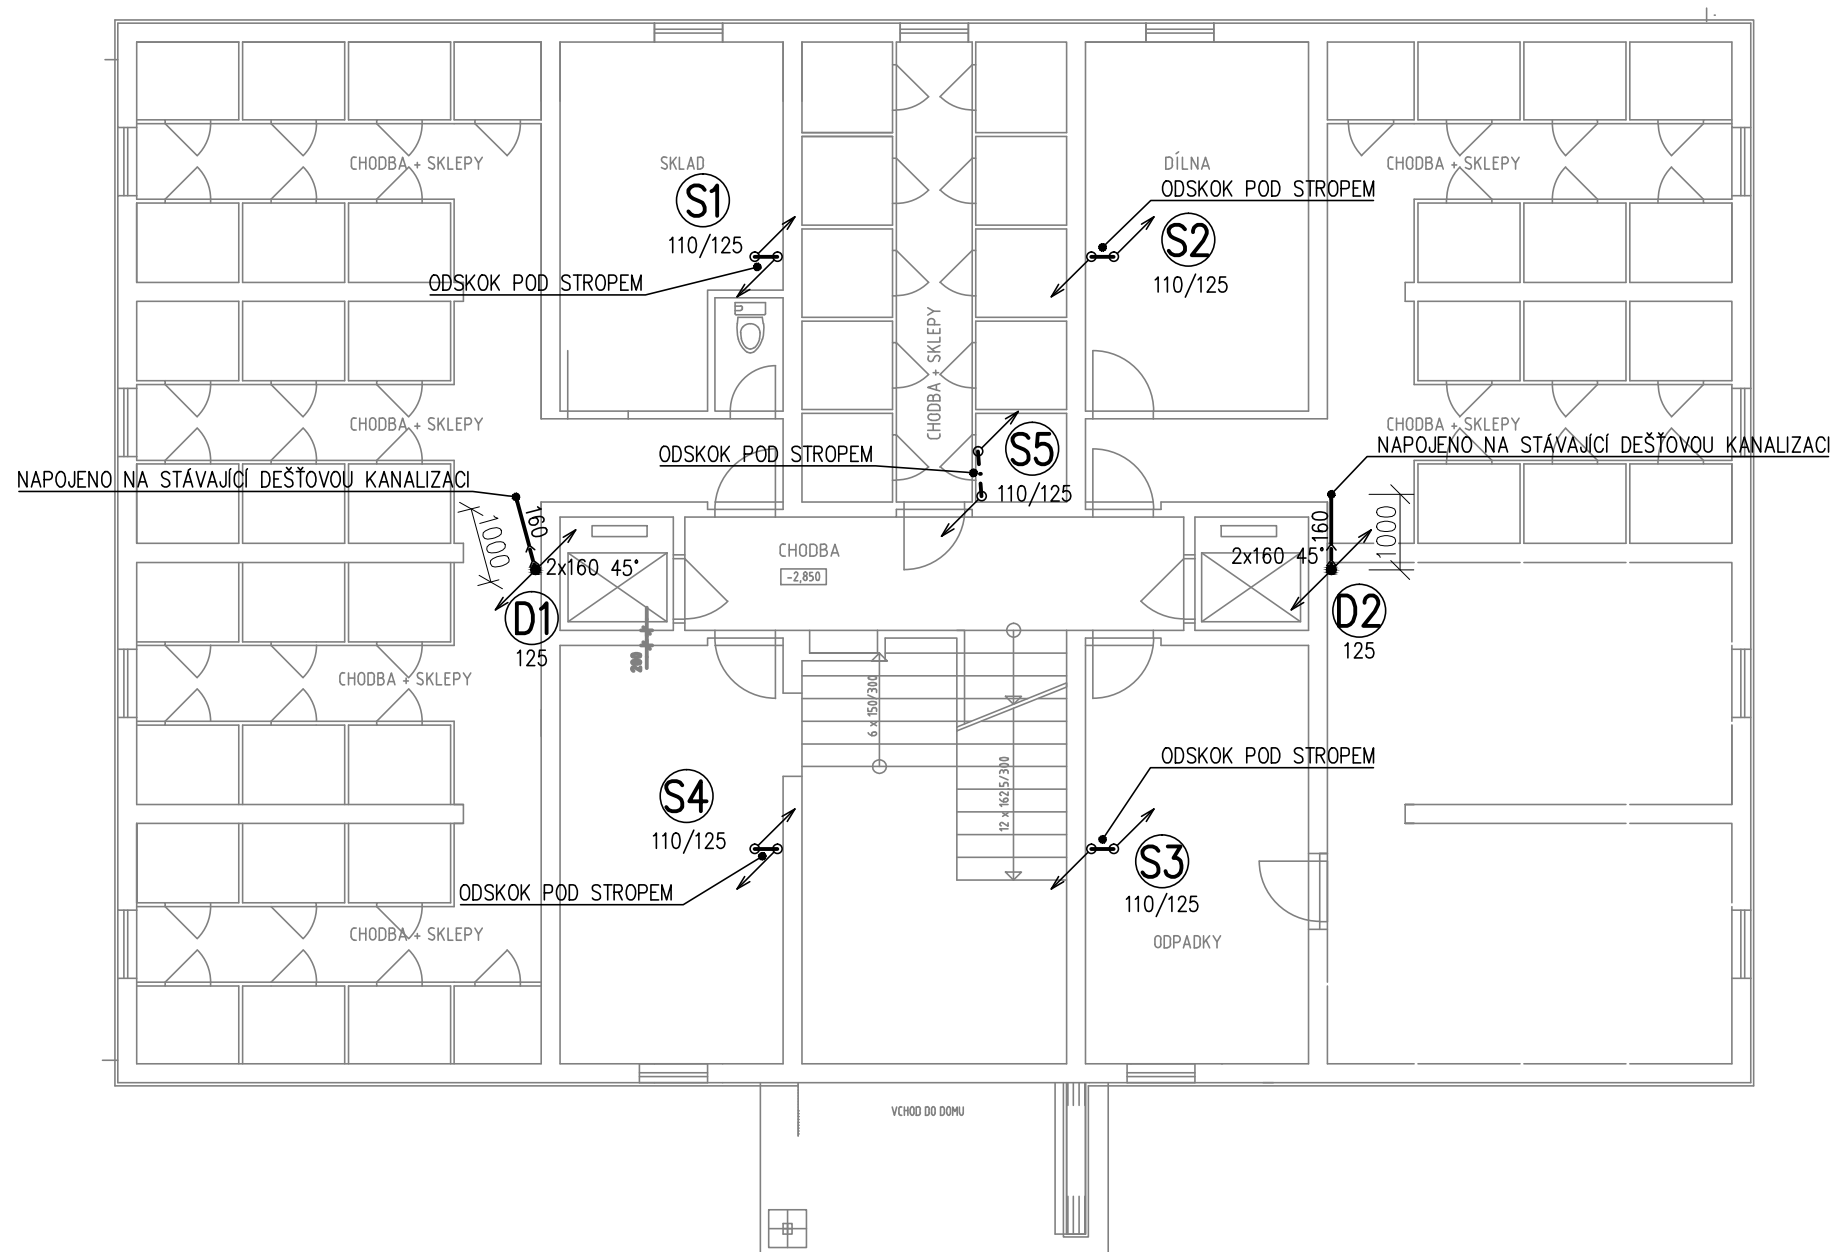 CHODBA + SKLEPY
SKLAD
DÍLNA
CHODBA + SKLEPY
S1
110/125
ODSKOK POD STROPEM
ODSKOK POD STROPEM
S2
110/125
CHODBA + SKLEPY
CHODBA + SKLEPY
CHODBA + SKLEPY
NAPOJENO NA STÁVAJÍCÍ DEŠŤOVOU KANALIZACI
ODSKOK POD STROPEM
S5
110/125
NAPOJENO NA STÁVAJÍCÍ DEŠŤOVOU KANALIZACI
1000
160
2x160 45°
D1
125
CHODBA
-2,850
160
1000
2x160 45°
D2
125
200
CHODBA + SKLEPY
6 x 150/300
12 x 162,5/300
S4
110/125
ODSKOK POD STROPEM
ODSKOK POD STROPEM
S3
110/125
CHODBA + SKLEPY
ODPADKY
VCHOD DO DOMU